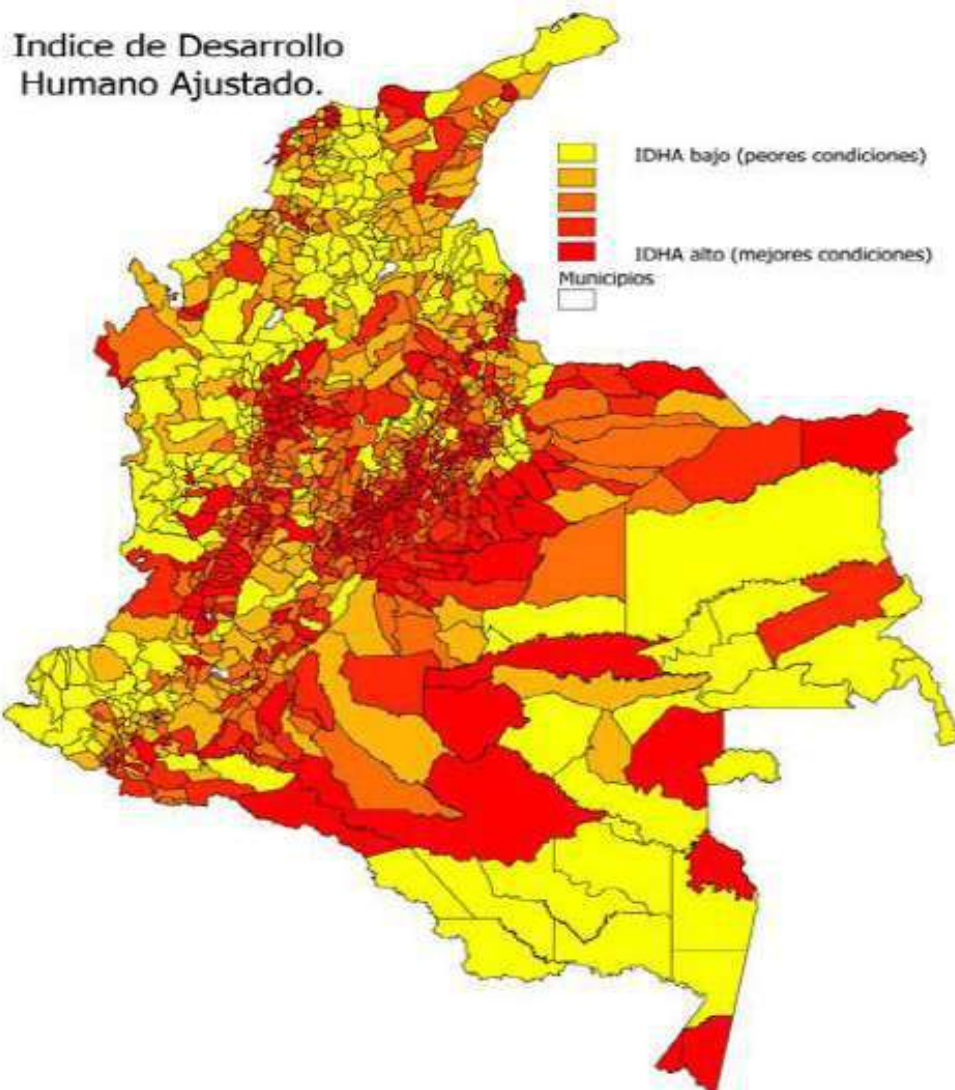 Indice de Desarrollo
Humano Ajustado.
IDHA bajo (peores condiciones)
IDHA alto (mejores condiciones)
Municipios